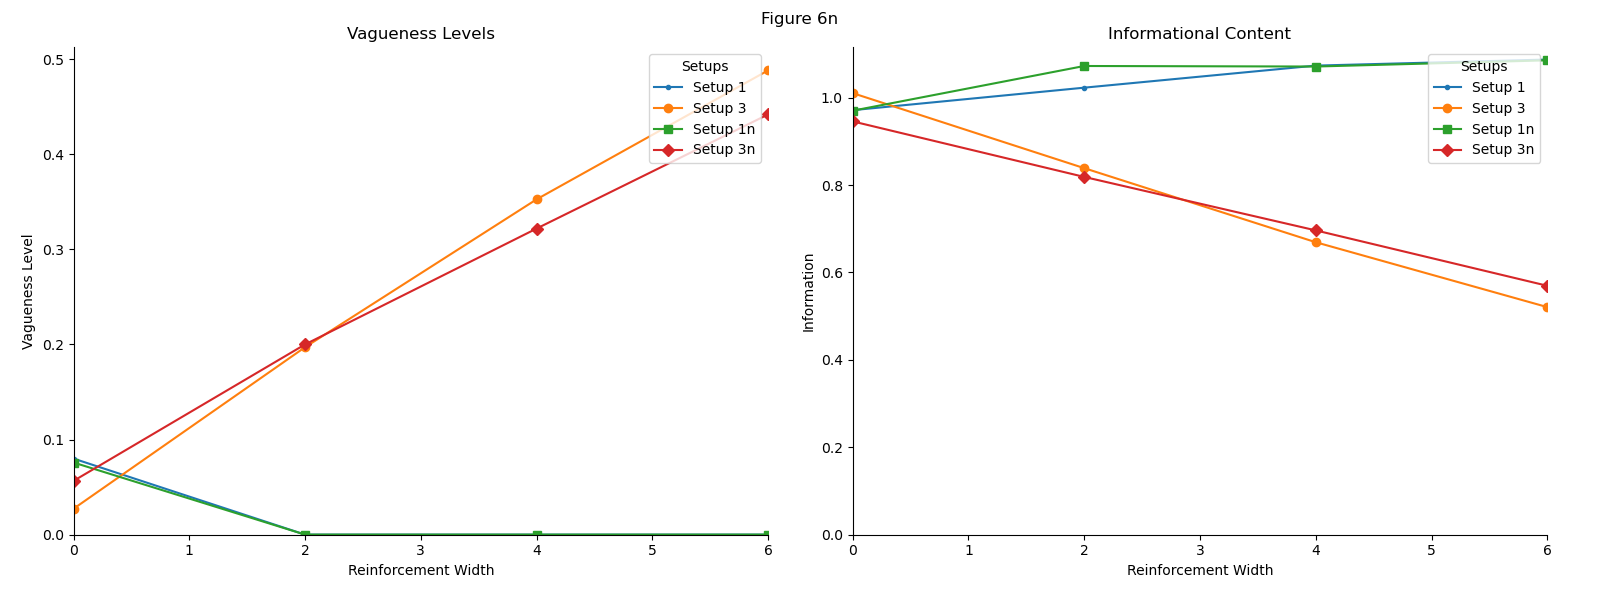 Figure 6n
Vagueness Levels
Vagueness Level
0.5
0.4
0.3
0.2
0.1
0.0
0 1 2 3 4 5 6
Reinforcement Width
Setups
Setup 1
Setup 3
Setup 1n
Setup 3n
Informational Content
Information
1.0
0.8
0.6
0.4
0.2
0.0
0 1 2 3 4 5 6
Reinforcement Width
Setups
Setup 1
Setup 3
Setup 1n
Setup 3n